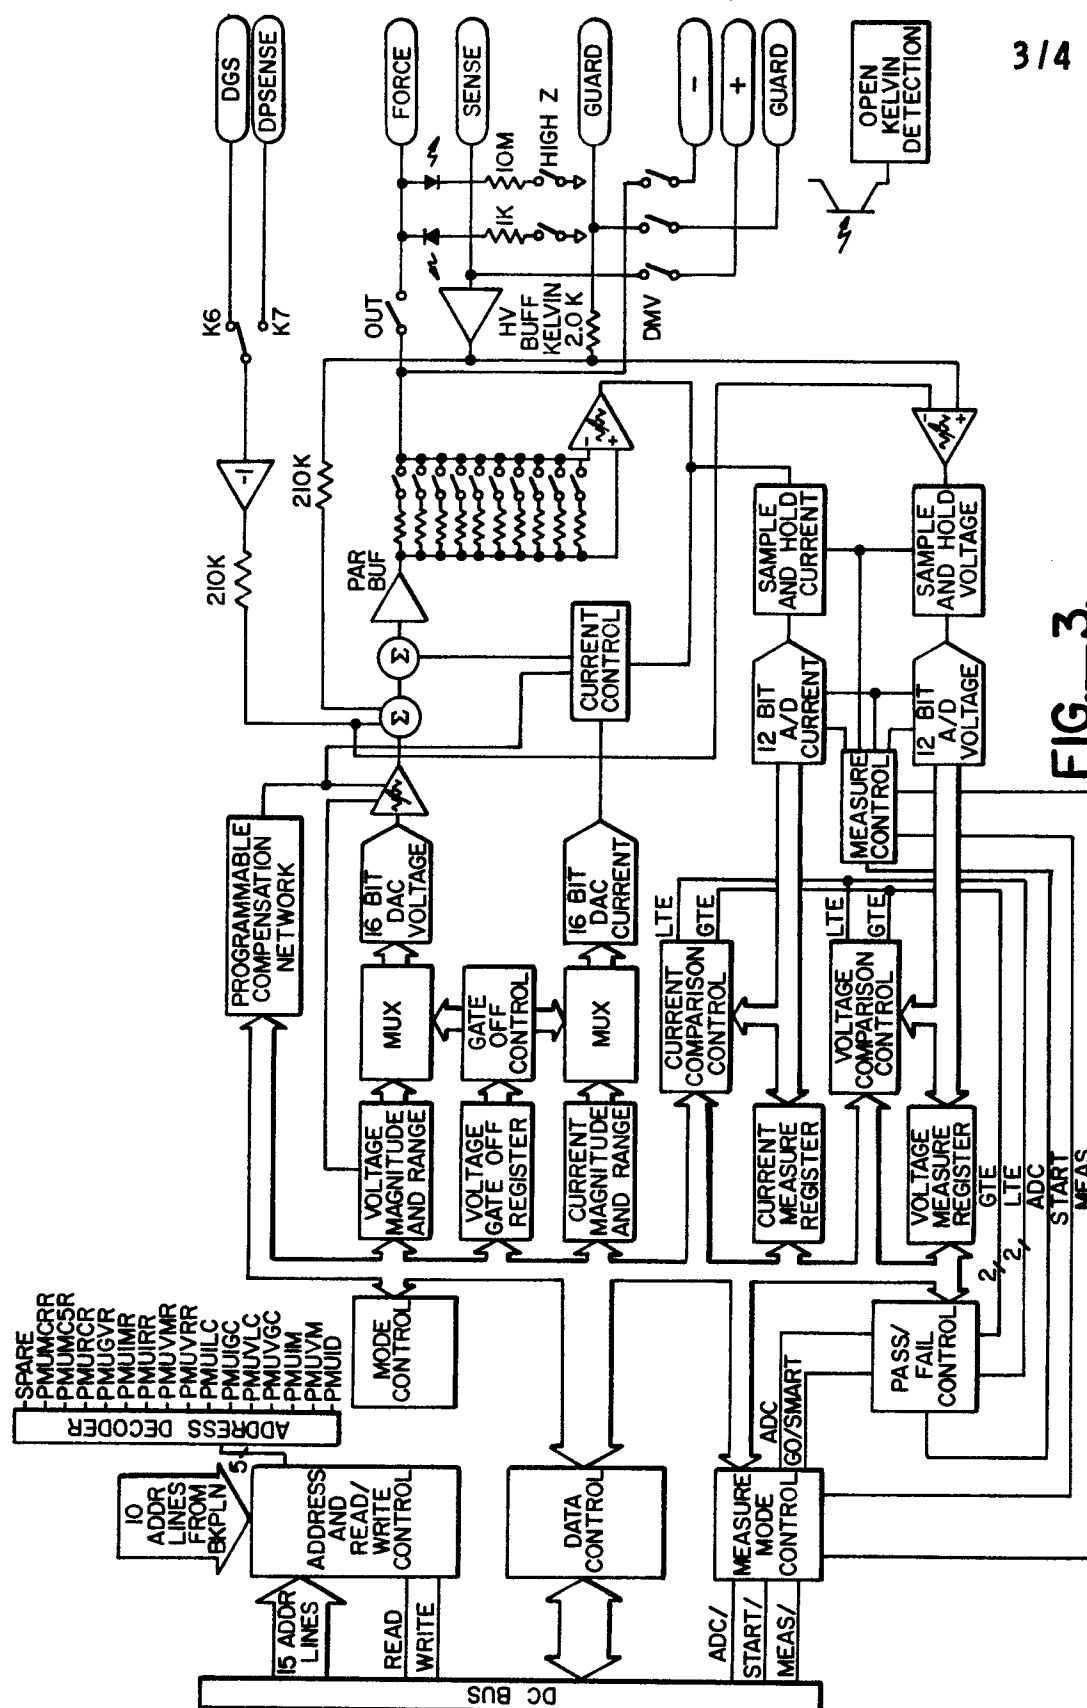 3/4
DC BUS
15 ADDR
LINES
READ
WRITE
10
ADDR
LINES
FROM
BKPLN
ADDRESS
AND
READ/
WRITE
CONTROL
5
ADDRESS DECODER
SPARE
PMUMCRR
PMUMC5R
PMURCR
PMUGVR
PMUIMR
PMUIRR
PMUVMR
PMUVRR
PMUILC
PMUIGC
PMUVLC
PMUVGC
PMUIM
PMUVM
PMUID
DATA
CONTROL
ADC/
START/
MEAS/
MEASURE
MODE
CONTROL
ADC
GO/SMART
MODE
CONTROL
PASS/
FAIL
CONTROL
2/
2/
GTE
LTE
ADC
START
MEAS
VOLTAGE
MAGNITUDE
AND RANGE
VOLTAGE
GATE OFF
REGISTER
CURRENT
MAGNITUDE
AND RANGE
CURRENT
MEASURE
REGISTER
VOLTAGE
MEASURE
REGISTER
PROGRAMMABLE
COMPENSATION
NETWORK
MUX
GATE
OFF
CONTROL
MUX
CURRENT
COMPARISON
CONTROL
LTE
GTE
VOLTAGE
COMPARISON
CONTROL
LTE
GTE
16 BIT
DAC
VOLTAGE
16 BIT
DAC
CURRENT
MEASURE
CONTROL
12 BIT
A/D
CURRENT
12 BIT
A/D
VOLTAGE
Σ
Σ
CURRENT
CONTROL
PAR
BUF
SAMPLE
AND HOLD
CURRENT
SAMPLE
AND HOLD
VOLTAGE
210K
210K
-1
-
+
-
+
K6
K7
OUT
HV
BUFF
KELVIN
2.0K
DMV
1K
10M
HIGH Z
DGS
DPSENSE
FORCE
SENSE
GUARD
-
+
GUARD
OPEN
KELVIN
DETECTION
FIG.—3.